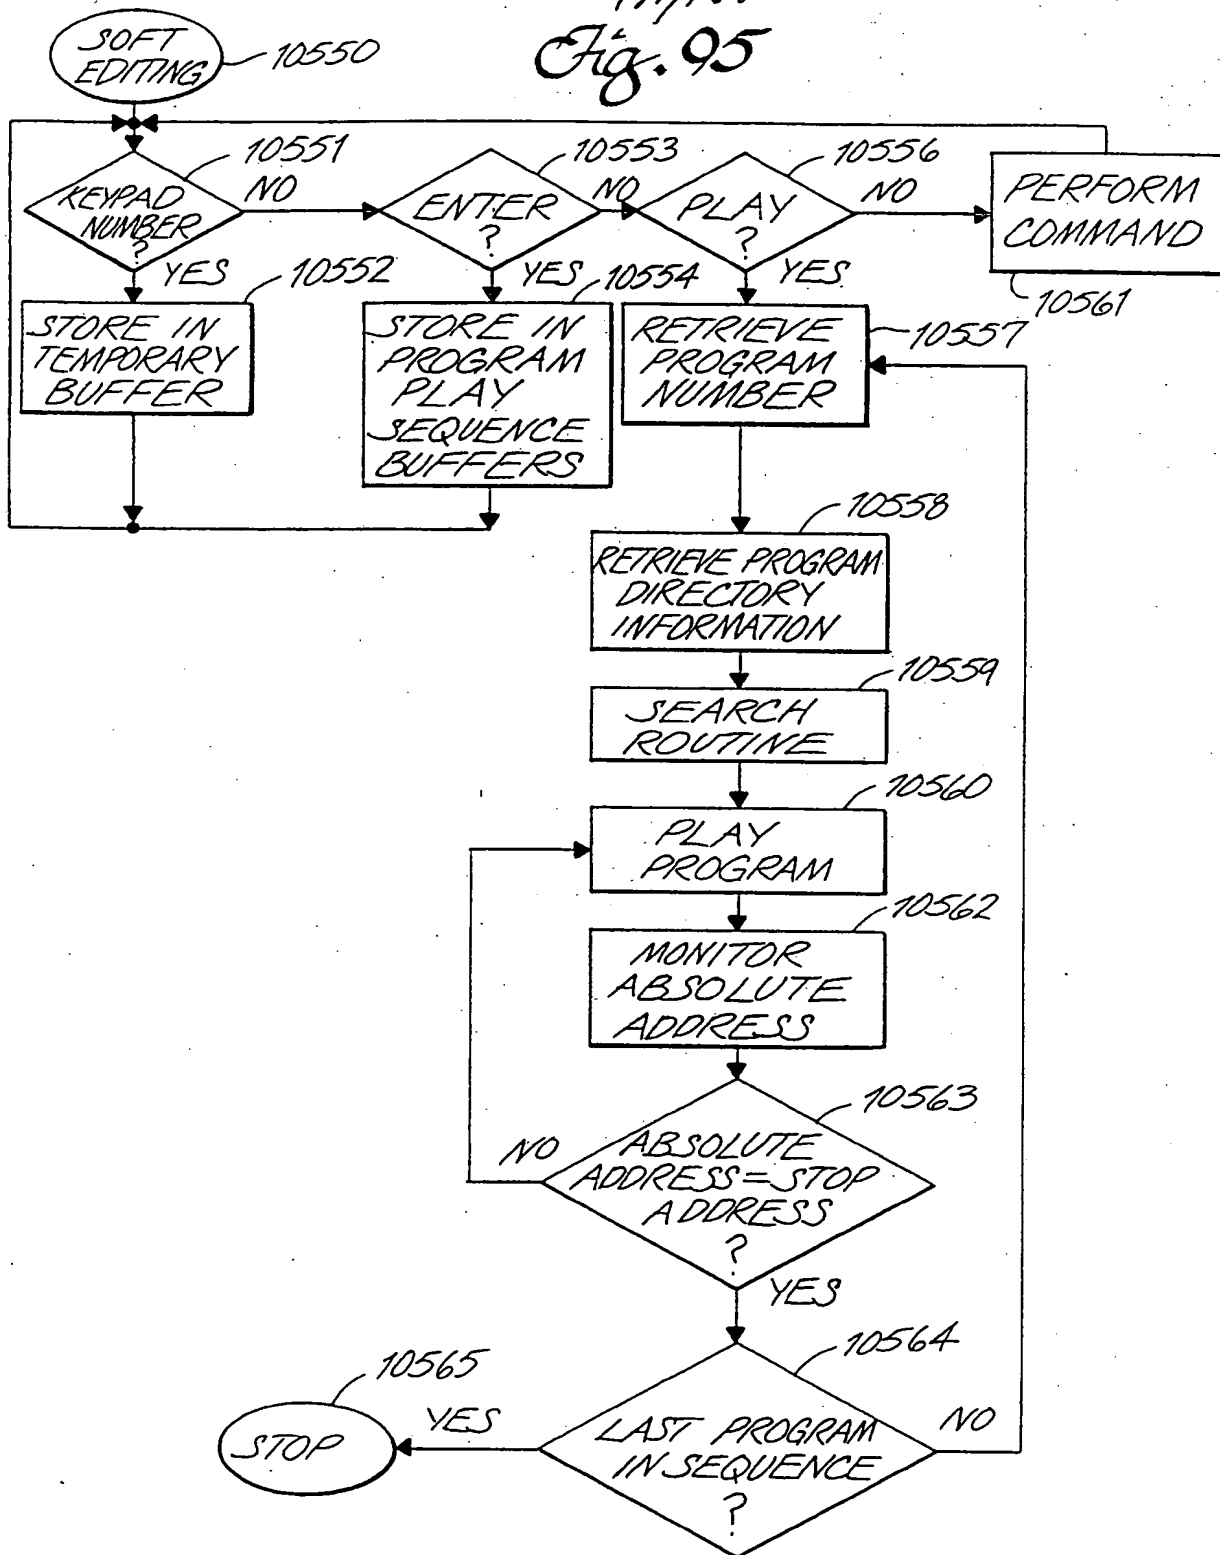 Fig. 95
SOFT
EDITING
10550
10551
KEYPAD
NUMBER
?
NO
YES
10553
ENTER
?
NO
YES
10556
PLAY
?
NO
YES
PERFORM
COMMAND
10561
10552
STORE IN
TEMPORARY
BUFFER
10554
STORE IN
PROGRAM
PLAY
SEQUENCE
BUFFERS
10557
RETRIEVE
PROGRAM
NUMBER
10558
RETRIEVE PROGRAM
DIRECTORY
INFORMATION
10559
SEARCH
ROUTINE
10560
PLAY
PROGRAM
10562
MONITOR
ABSOLUTE
ADDRESS
10563
NO
ABSOLUTE
ADDRESS=STOP
ADDRESS
?
YES
10564
LAST PROGRAM
IN SEQUENCE
?
YES
NO
10565
STOP